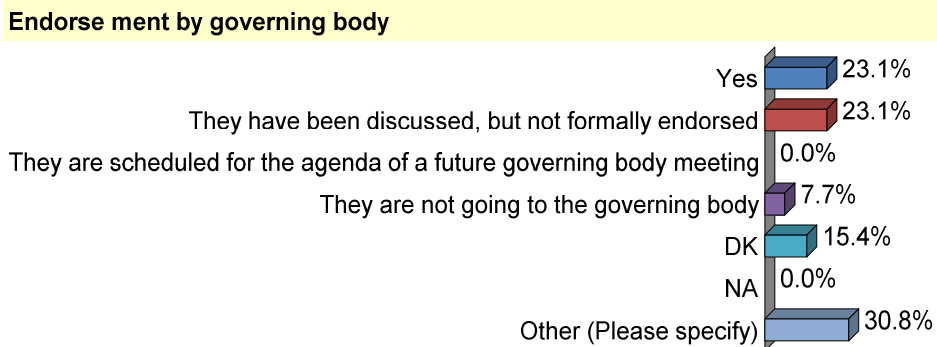 Endorse ment by governing body
Yes 23.1%
They have been discussed, but not formally endorsed 23.1%
They are scheduled for the agenda of a future governing body meeting 0.0%
They are not going to the governing body 7.7%
DK 15.4%
NA 0.0%
Other (Please specify) 30.8%